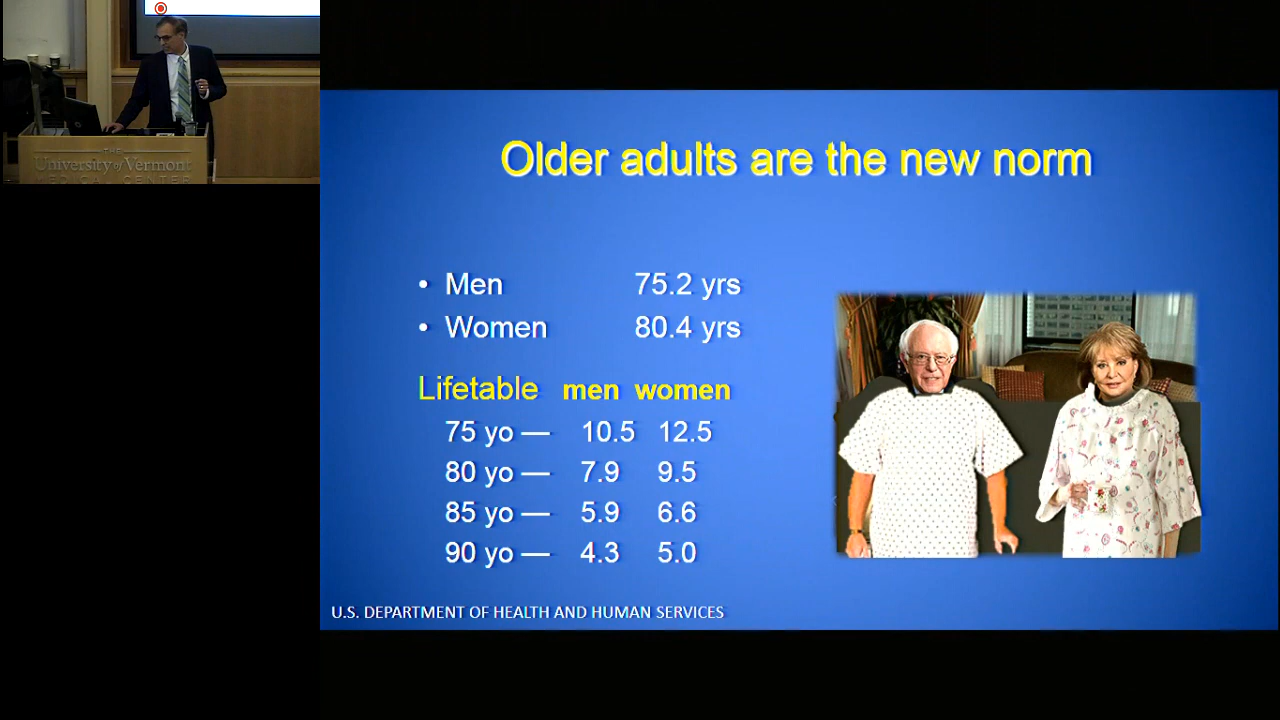 THE
University of Vermont
MEDICAL CENTER
Older adults are the new norm
• Men 75.2 yrs
• Women 80.4 yrs
Lifetable men women
75 yo — 10.5 12.5
80 yo — 7.9 9.5
85 yo — 5.9 6.6
90 yo — 4.3 5.0
U.S. DEPARTMENT OF HEALTH AND HUMAN SERVICES